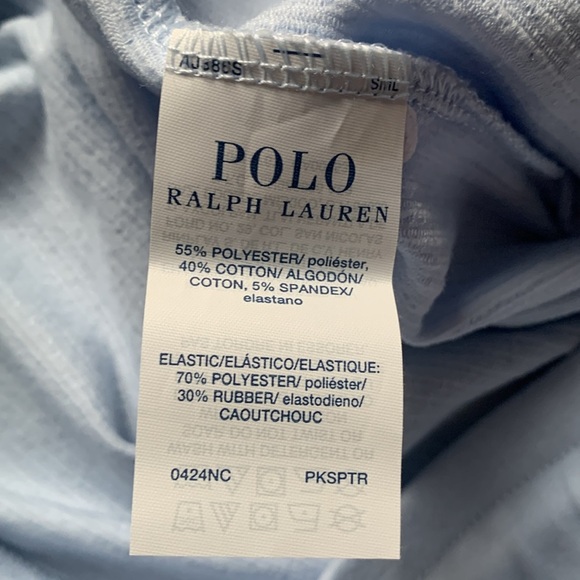 POLO
RALPH LAUREN
55% POLYESTER/ poliéster,
40% COTTON/ ALGODÓN/
COTON, 5% SPANDEX/
elastano
ELASTIC/ELÁSTICO/ELASTIQUE:
70% POLYESTER/ poliéster/
30% RUBBER/ elastodieno/
CAOUTCHOUC
0424NC PKSPTR